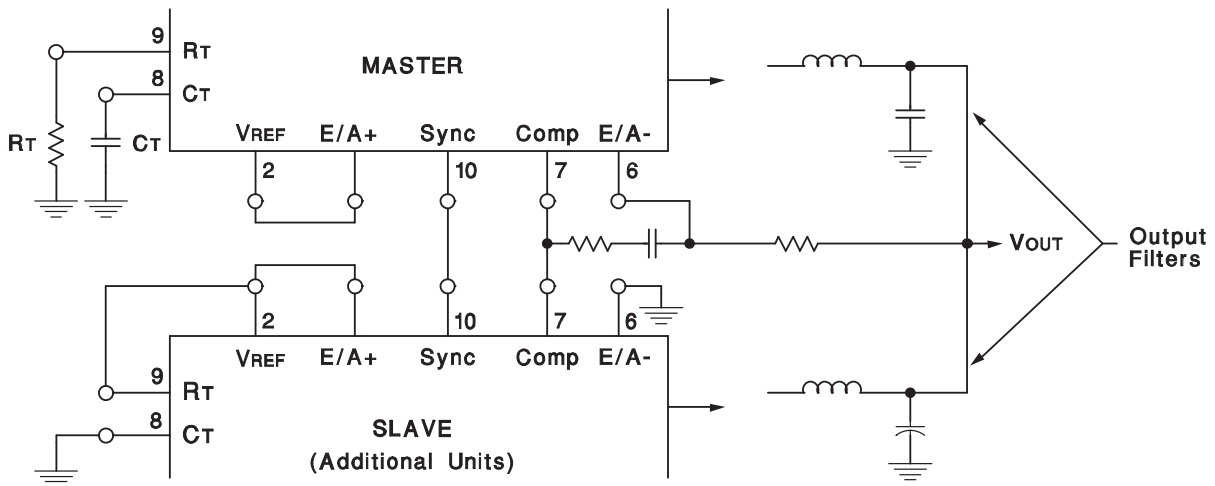 9
RT
8
CT
MASTER
RT
CT
VREF E/A+ Sync Comp E/A-
2 10 7 6
VOUT
Output
Filters
2 10 7 6
VREF E/A+ Sync Comp E/A-
9
RT
8
CT
SLAVE
(Additional Units)